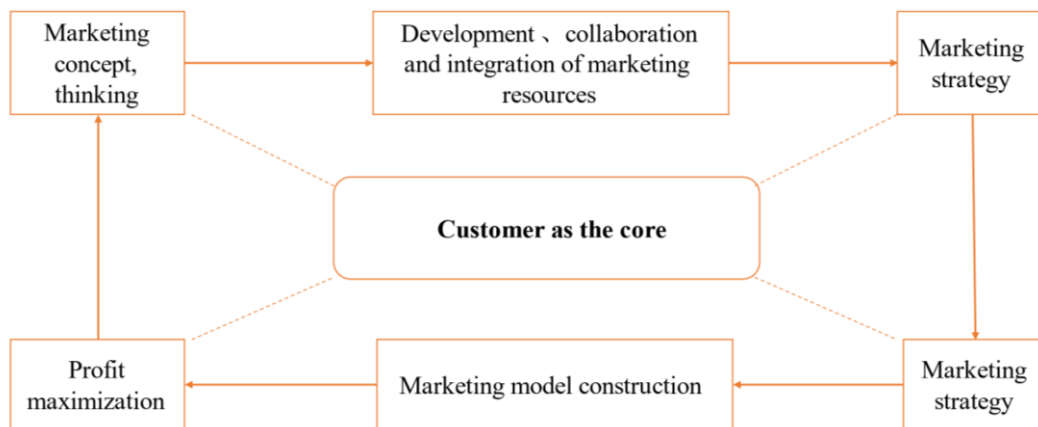 Marketing
concept,
thinking
Development 、collaboration
and integration of marketing
resources
Marketing
strategy
Customer as the core
Profit
maximization
Marketing model construction
Marketing
strategy